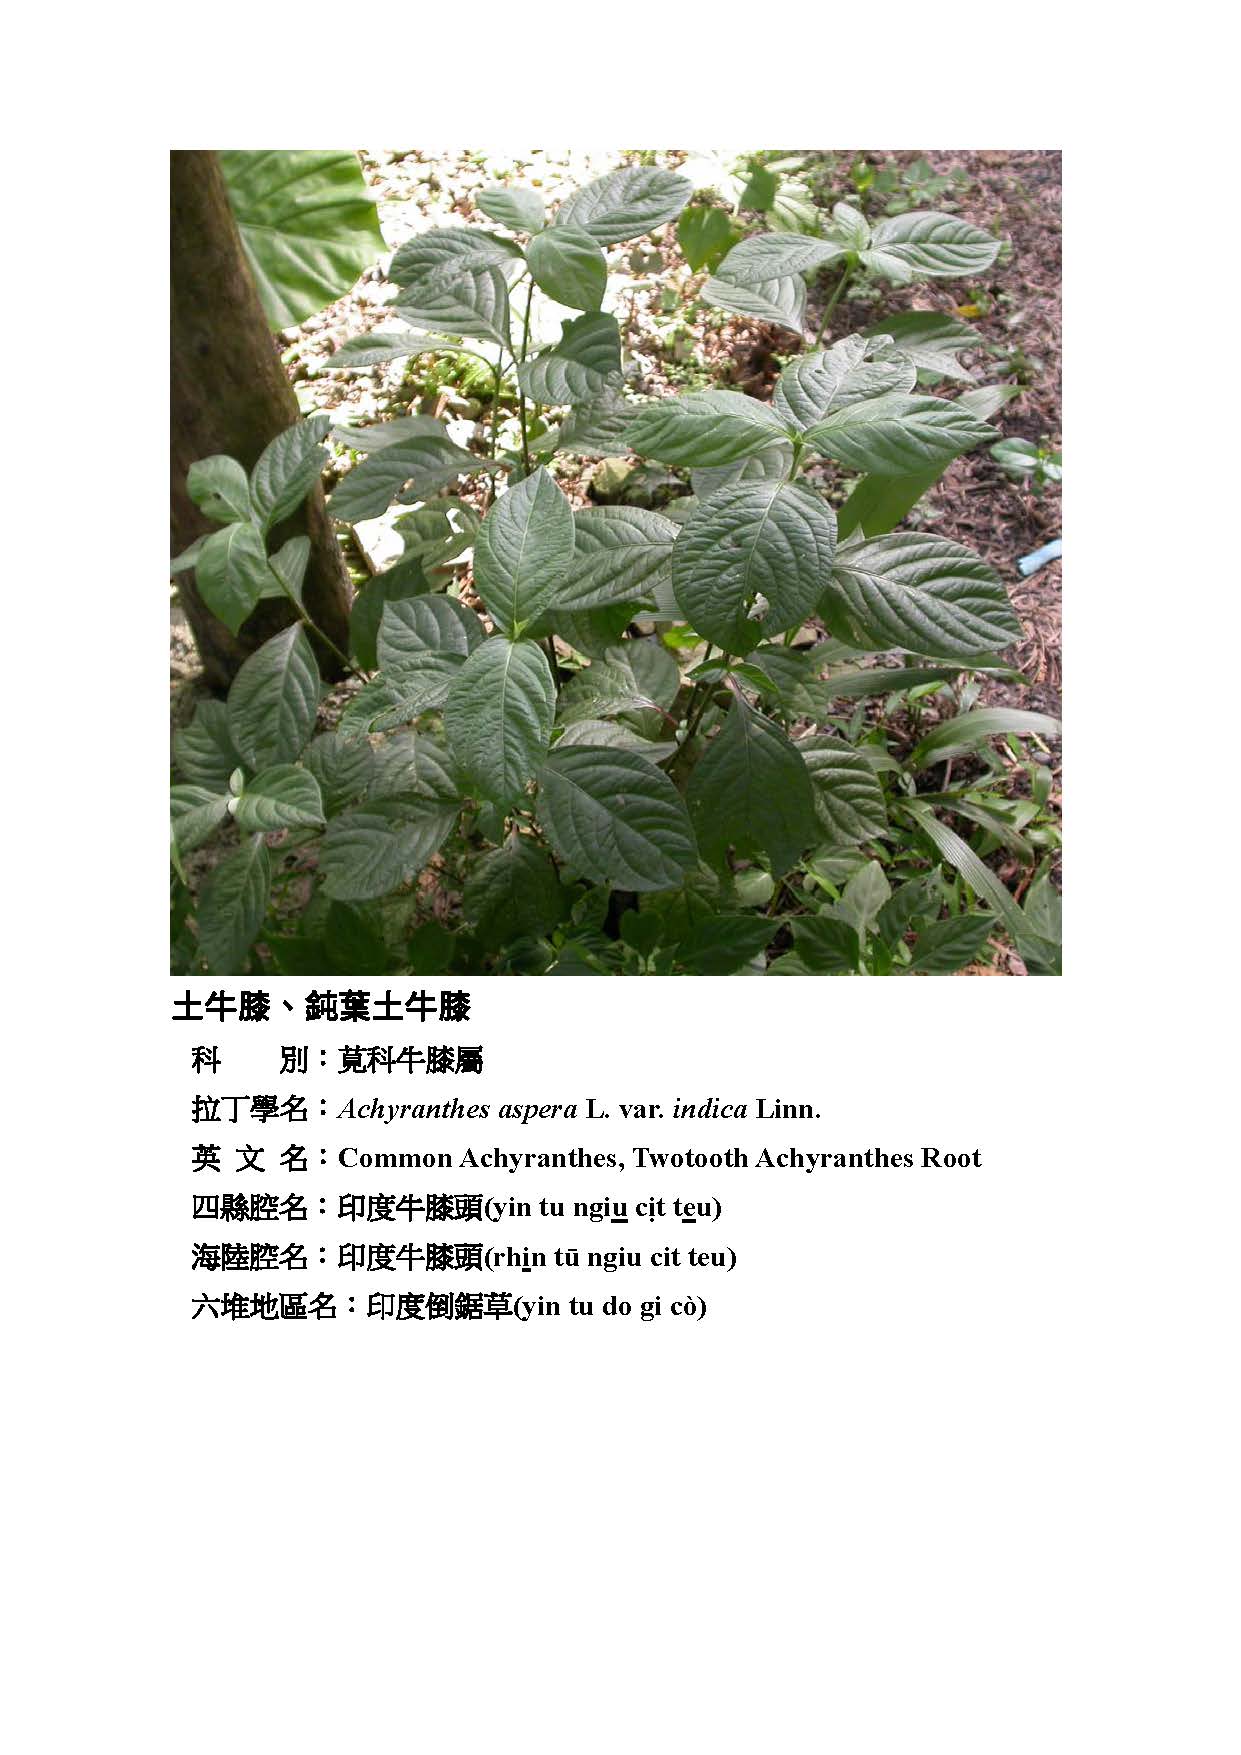 土牛膝、鈍葉土牛膝
科　　別：莧科牛膝屬
拉丁學名：Achyranthes aspera L. var. indica Linn.
英 文 名：Common Achyranthes, Twotooth Achyranthes Root
四縣腔名：印度牛膝頭(yin tu ngiu cịt teu)
海陸腔名：印度牛膝頭(rhin tū ngiu cit teu)
六堆地區名：印度倒鋸草(yin tu do gi cò)